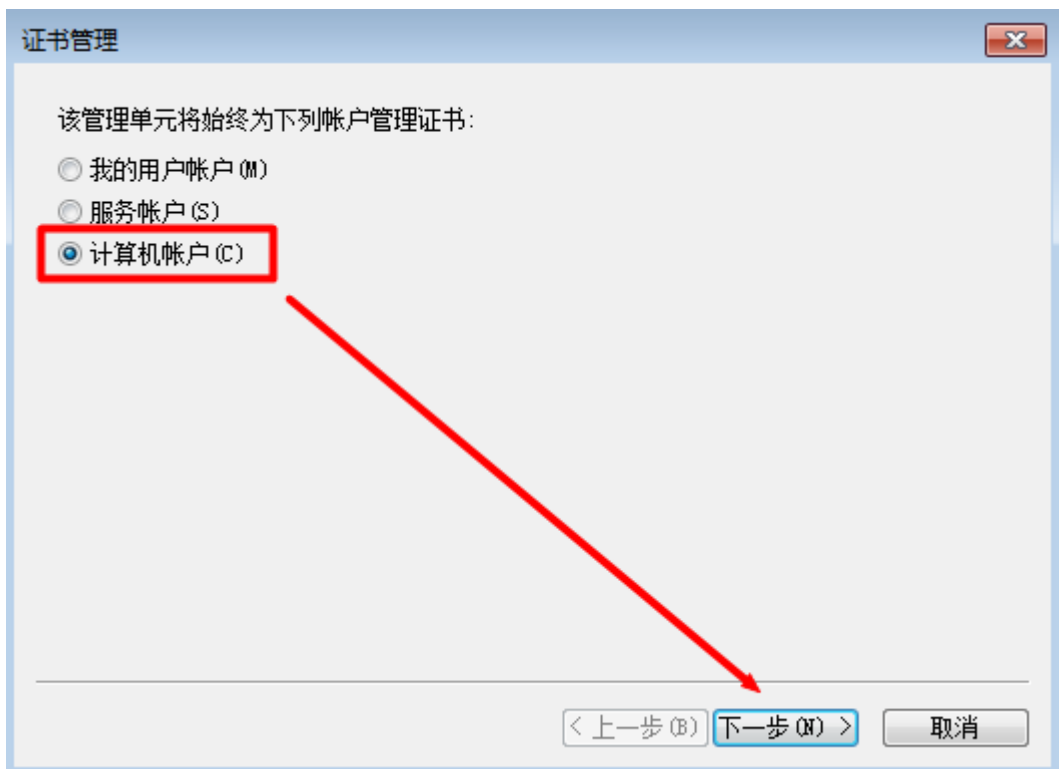 证书管理
该管理单元将始终为下列帐户管理证书:
我的用户帐户(M)
服务帐户(S)
计算机帐户(C)
< 上一步(B) 下一步(N) > 取消